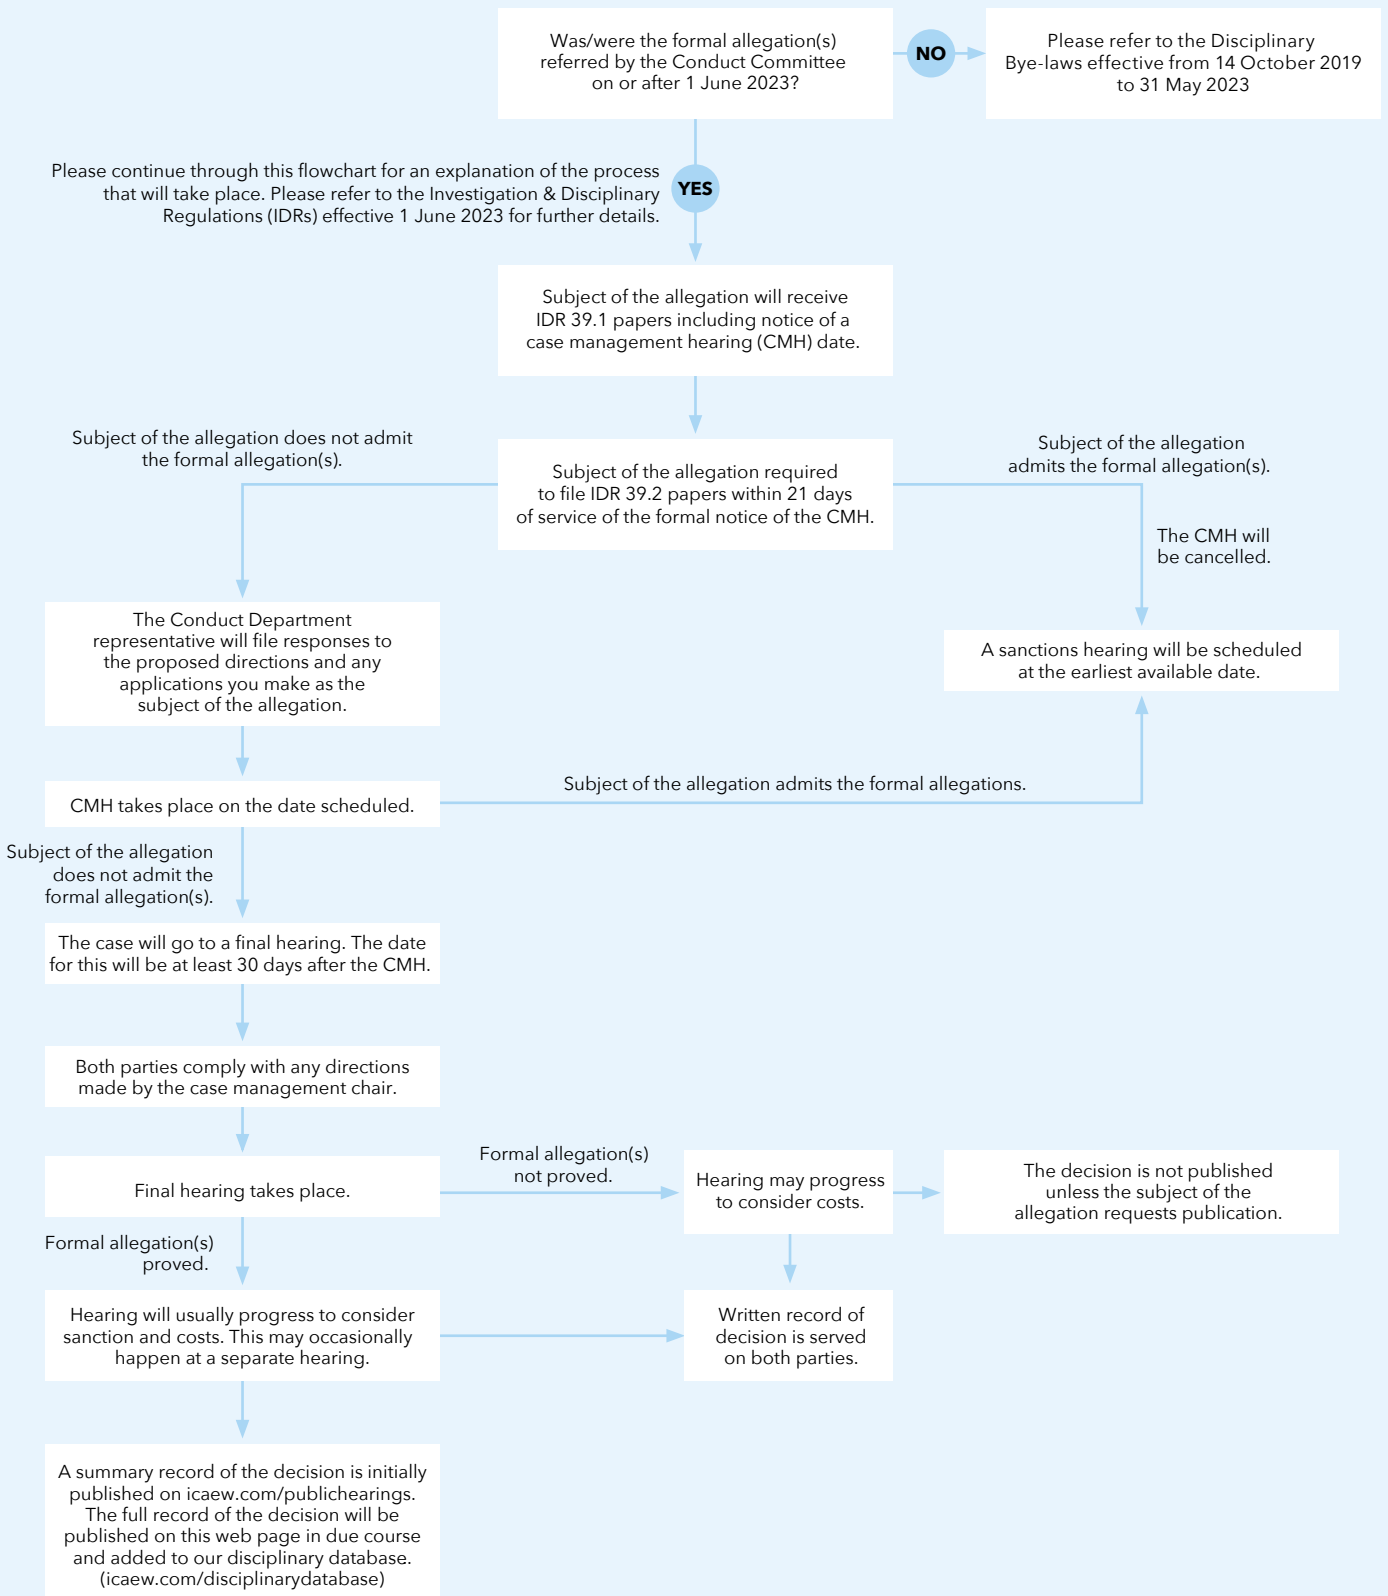 Was/were the formal allegation(s)
referred by the Conduct Committee
on or after 1 June 2023?
NO
Please refer to the Disciplinary
Bye-laws effective from 14 October 2019
to 31 May 2023
Please continue through this flowchart for an explanation of the process
that will take place. Please refer to the Investigation & Disciplinary
Regulations (IDRs) effective 1 June 2023 for further details.
YES
Subject of the allegation will receive
IDR 39.1 papers including notice of a
case management hearing (CMH) date.
Subject of the allegation does not admit
the formal allegation(s).
Subject of the allegation required
to file IDR 39.2 papers within 21 days
of service of the formal notice of the CMH.
Subject of the allegation
admits the formal allegation(s).
The CMH will
be cancelled.
The Conduct Department
representative will file responses to
the proposed directions and any
applications you make as the
subject of the allegation.
A sanctions hearing will be scheduled
at the earliest available date.
CMH takes place on the date scheduled.
Subject of the allegation admits the formal allegations.
Subject of the allegation
does not admit the
formal allegation(s).
The case will go to a final hearing. The date
for this will be at least 30 days after the CMH.
Both parties comply with any directions
made by the case management chair.
Final hearing takes place.
Formal allegation(s)
not proved.
Hearing may progress
to consider costs.
The decision is not published
unless the subject of the
allegation requests publication.
Formal allegation(s)
proved.
Hearing will usually progress to consider
sanction and costs. This may occasionally
happen at a separate hearing.
Written record of
decision is served
on both parties.
A summary record of the decision is initially
published on icaew.com/publichearings.
The full record of the decision will be
published on this web page in due course
and added to our disciplinary database.
(icaew.com/disciplinarydatabase)